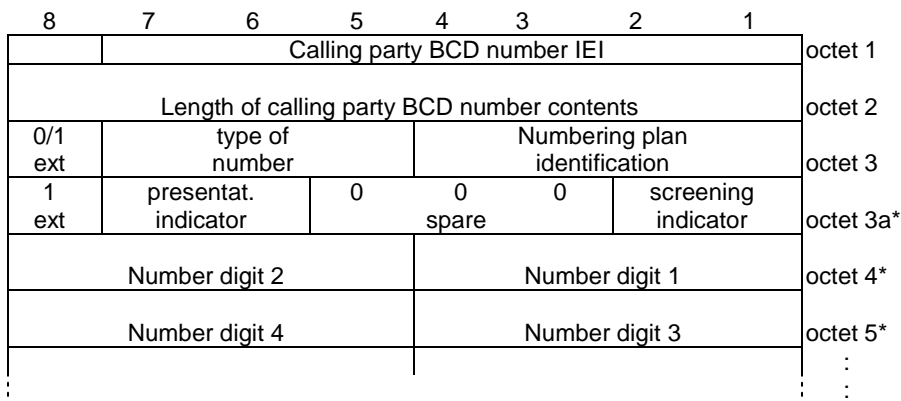 8 7 6 5 4 3 2 1
Calling party BCD number IEI octet 1
Length of calling party BCD number contents octet 2
0/1 type of Numbering plan
ext number identification octet 3
1 presentat. 0 0 0 screening
ext indicator spare indicator octet 3a*
Number digit 2 Number digit 1 octet 4*
Number digit 4 Number digit 3 octet 5*
:
: